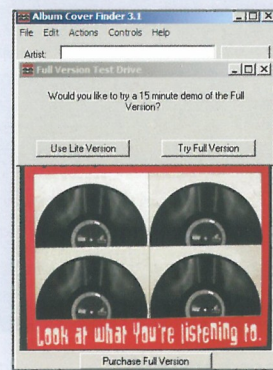 Album Cover Finder 3.1
File Edit Actions Controls Help
Artist:
Full Version Test Drive
Would you like to try a 15 minute demo of the Full
Version?
Use Lite Version Try Full Version
Look at what You're listening to.
Purchase Full Version